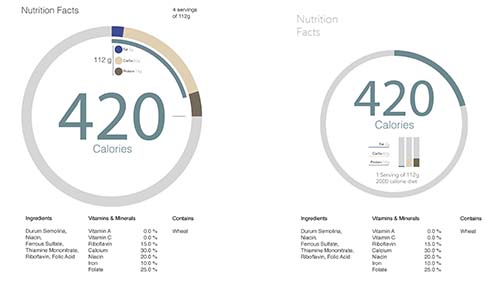 Nutrition Facts
4 servings
of 112g
112 g
Fat
Carbs
Protein
420
Calories
Ingredients
Durum Semolina,
Niacin,
Ferrous Sulfate,
Thiamine Mononitrate,
Riboflavin, Folic Acid
Vitamins & Minerals
Vitamin A 0.0 %
Vitamin C 0.0 %
Riboflavin 15.0 %
Calcium 30.0 %
Niacin 20.0 %
Iron 10.0 %
Folate 25.0 %
Contains
Wheat
Nutrition
Facts
420
Calories
Fat
Carbs
Protein
1 Serving of 112g
2000 calorie diet
Ingredients
Durum Semolina,
Niacin,
Ferrous Sulfate,
Thiamine Mononitrate,
Riboflavin, Folic Acid
Vitamins & Minerals
Vitamin A 0.0 %
Vitamin C 0.0 %
Riboflavin 15.0 %
Calcium 30.0 %
Niacin 20.0 %
Iron 10.0 %
Folate 25.0 %
Contains
Wheat